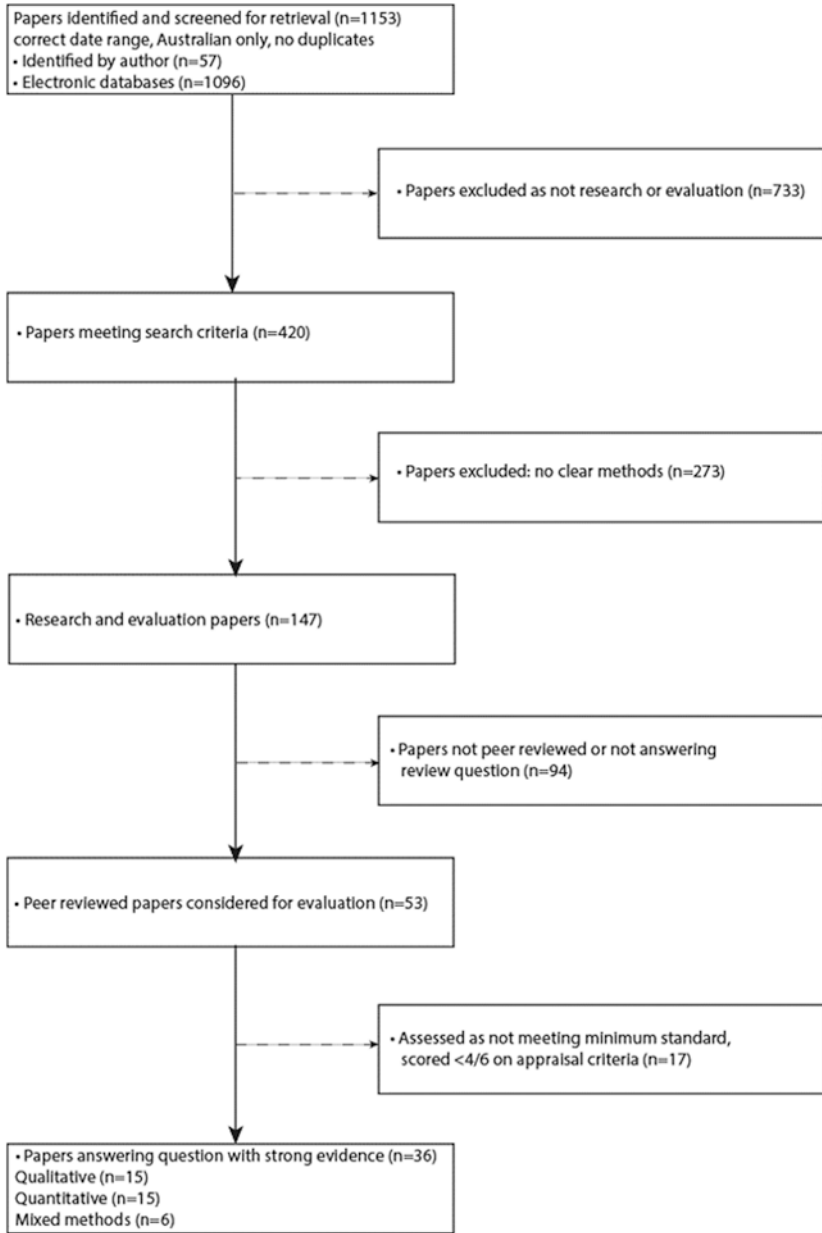 Papers identified and screened for retrieval (n=1153)
correct date range, Australian only, no duplicates
• Identified by author (n=57)
• Electronic databases (n=1096)
• Papers excluded as not research or evaluation (n=733)
• Papers meeting search criteria (n=420)
• Papers excluded: no clear methods (n=273)
• Research and evaluation papers (n=147)
• Papers not peer reviewed or not answering
review question (n=94)
• Peer reviewed papers considered for evaluation (n=53)
• Assessed as not meeting minimum standard,
scored <4/6 on appraisal criteria (n=17)
• Papers answering question with strong evidence (n=36)
Qualitative (n=15)
Quantitative (n=15)
Mixed methods (n=6)